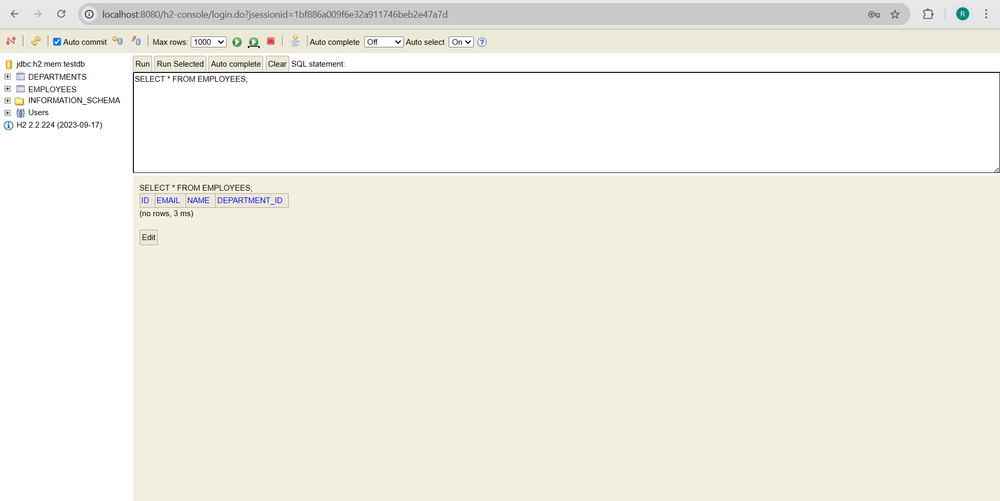 localhost:8080/h2-console/login.do?jsessionid=1bf886a009f6e32a911746beb2e47a7d
R
Auto commit Max rows: 1000 Auto complete Off Auto select On ?
jdbc:h2:mem:testdb
DEPARTMENTS
EMPLOYEES
INFORMATION_SCHEMA
Users
H2 2.2.224 (2023-09-17)
Run Run Selected Auto complete Clear SQL statement:
SELECT * FROM EMPLOYEES;
SELECT * FROM EMPLOYEES;
ID EMAIL NAME DEPARTMENT_ID
(no rows, 3 ms)
Edit